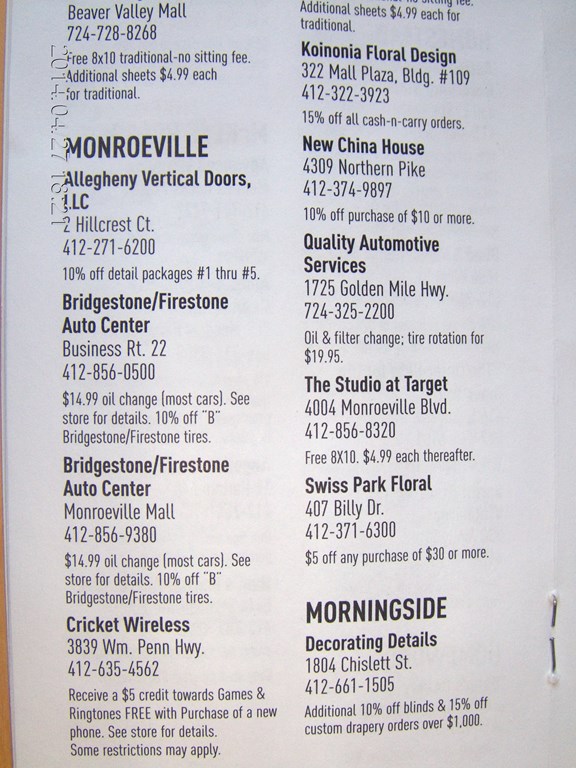 Beaver Valley Mall
724-728-8268
Free 8x10 traditional-no sitting fee.
Additional sheets $4.99 each
for traditional.
MONROEVILLE
Allegheny Vertical Doors,
LLC
2 Hillcrest Ct.
412-271-6200
10% off detail packages #1 thru #5.
Bridgestone/Firestone
Auto Center
Business Rt. 22
412-856-0500
$14.99 oil change (most cars). See
store for details. 10% off "B"
Bridgestone/Firestone tires.
Bridgestone/Firestone
Auto Center
Monroeville Mall
412-856-9380
$14.99 oil change (most cars). See
store for details. 10% off "B"
Bridgestone/Firestone tires.
Cricket Wireless
3839 Wm. Penn Hwy.
412-635-4562
Receive a $5 credit towards Games &
Ringtones FREE with Purchase of a new
phone. See store for details.
Some restrictions may apply.
sitting fee.
Additional sheets $4.99 each for
traditional.
Koinonia Floral Design
322 Mall Plaza, Bldg. #109
412-322-3923
15% off all cash-n-carry orders.
New China House
4309 Northern Pike
412-374-9897
10% off purchase of $10 or more.
Quality Automotive
Services
1725 Golden Mile Hwy.
724-325-2200
Oil & filter change; tire rotation for
$19.95.
The Studio at Target
4004 Monroeville Blvd.
412-856-8320
Free 8X10. $4.99 each thereafter.
Swiss Park Floral
407 Billy Dr.
412-371-6300
$5 off any purchase of $30 or more.
MORNINGSIDE
Decorating Details
1804 Chislett St.
412-661-1505
Additional 10% off blinds & 15% off
custom drapery orders over $1,000.